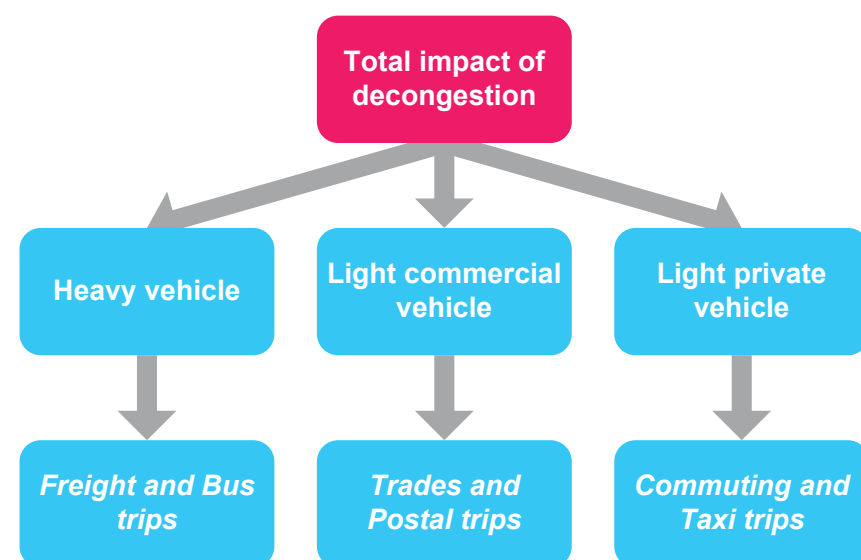 Total impact of
decongestion
Heavy vehicle
Light commercial
vehicle
Light private
vehicle
Freight and Bus
trips
Trades and
Postal trips
Commuting and
Taxi trips